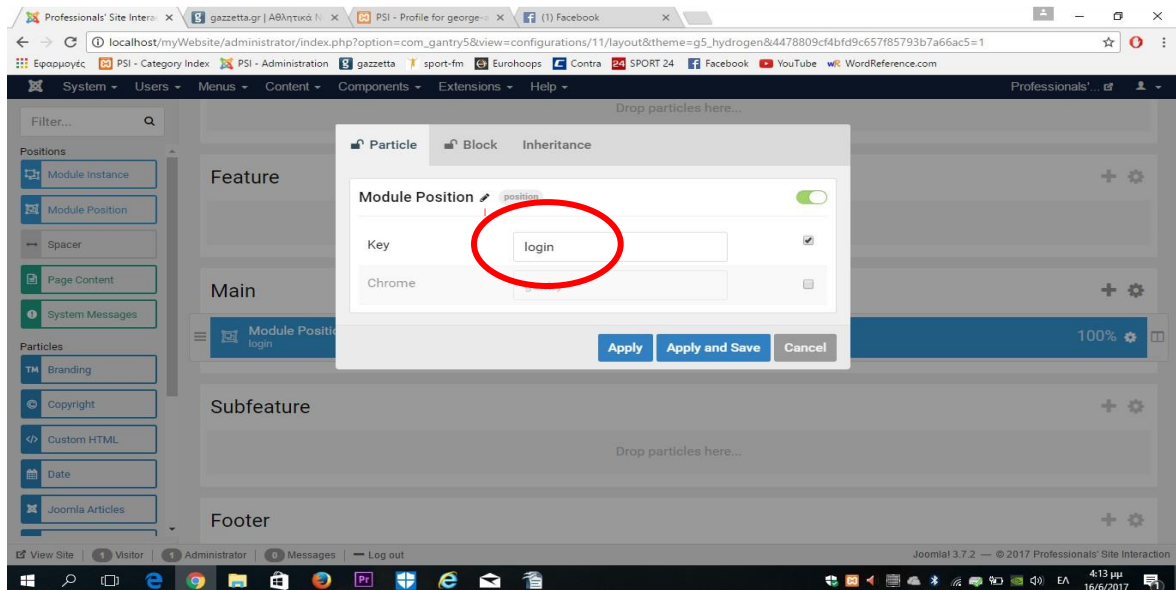 Professionals' Site Intera
gazzetta.gr | Αθλητικά Ν
PSI - Profile for george-
(1) Facebook
localhost/myWebsite/administrator/index.php?option=com_gantry5&view=configurations/11/layout&theme=g5_hydrogen&4478809cf4bfd9c657f85793b7a66ac5=1
Εφαρμογές PSI - Category Index PSI - Administration gazzetta sport-fm Eurohoops Contra 24 SPORT 24 Facebook YouTube WR WordReference.com
System Users Menus Content Components Extensions Help Professionals'...
Filter...
Drop particles here...
Positions
Module Instance
Module Position
Spacer
Page Content
System Messages
Particles
TM Branding
Copyright
Custom HTML
Date
Joomla Articles
Particle Block Inheritance
Module Position position
Key login
Chrome
Apply Apply and Save Cancel
Feature
Main
Module Positi
login
100%
Subfeature
Drop particles here...
Footer
View Site 1 Visitor 1 Administrator 0 Messages Log out
Joomla! 3.7.2 — © 2017 Professionals' Site Interaction
Pr
ΕΛ
4:13 μμ
16/6/2017